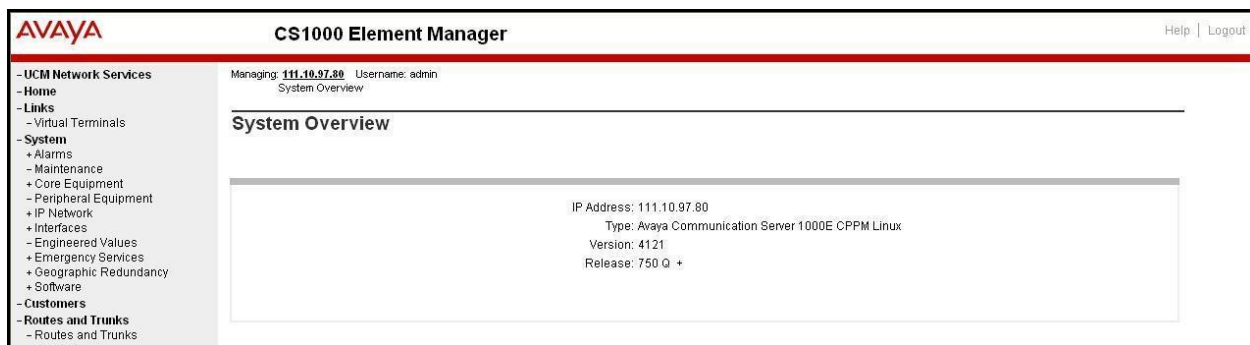 AVAYA
CS1000 Element Manager
Help | Logout
- UCM Network Services
- Home
- Links
- Virtual Terminals
- System
+ Alarms
- Maintenance
+ Core Equipment
- Peripheral Equipment
+ IP Network
+ Interfaces
- Engineered Values
+ Emergency Services
+ Geographic Redundancy
+ Software
- Customers
- Routes and Trunks
- Routes and Trunks
Managing: 111.10.97.80 Username: admin
System Overview
System Overview
IP Address: 111.10.97.80
Type: Avaya Communication Server 1000E CPPM Linux
Version: 4121
Release: 750 Q +